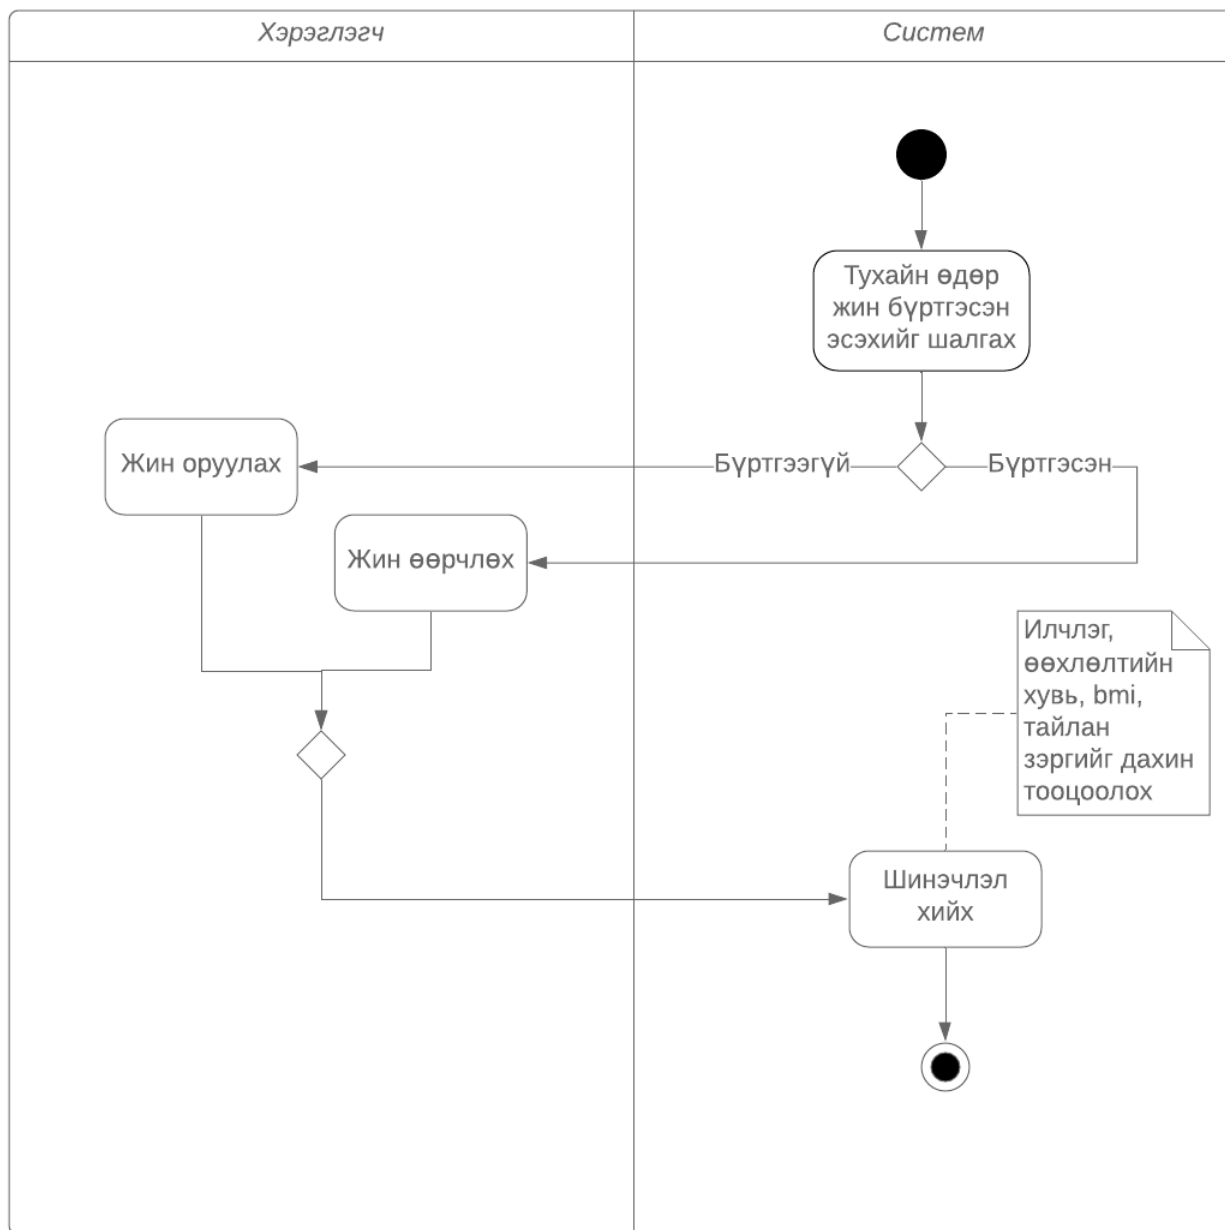 Хэрэглэгч
Систем
Тухайн өдөр
жин бүртгэсэн
эсэхийг шалгах
Жин оруулах
Бүртгээгүй
Бүртгэсэн
Жин өөрчлөх
Илчлэг,
өөхлөлтийн
хувь, bmi,
тайлан
зэргийг дахин
тооцоолох
Шинэчлэл
хийх